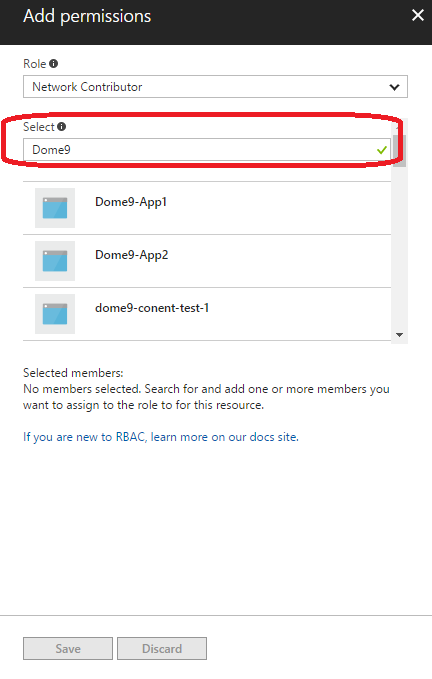 Add permissions
Role
Network Contributor
Select
Dome9
Dome9-App1
Dome9-App2
dome9-conent-test-1
Selected members:
No members selected. Search for and add one or more members you
want to assign to the role to for this resource.
If you are new to RBAC, learn more on our docs site.
Save Discard